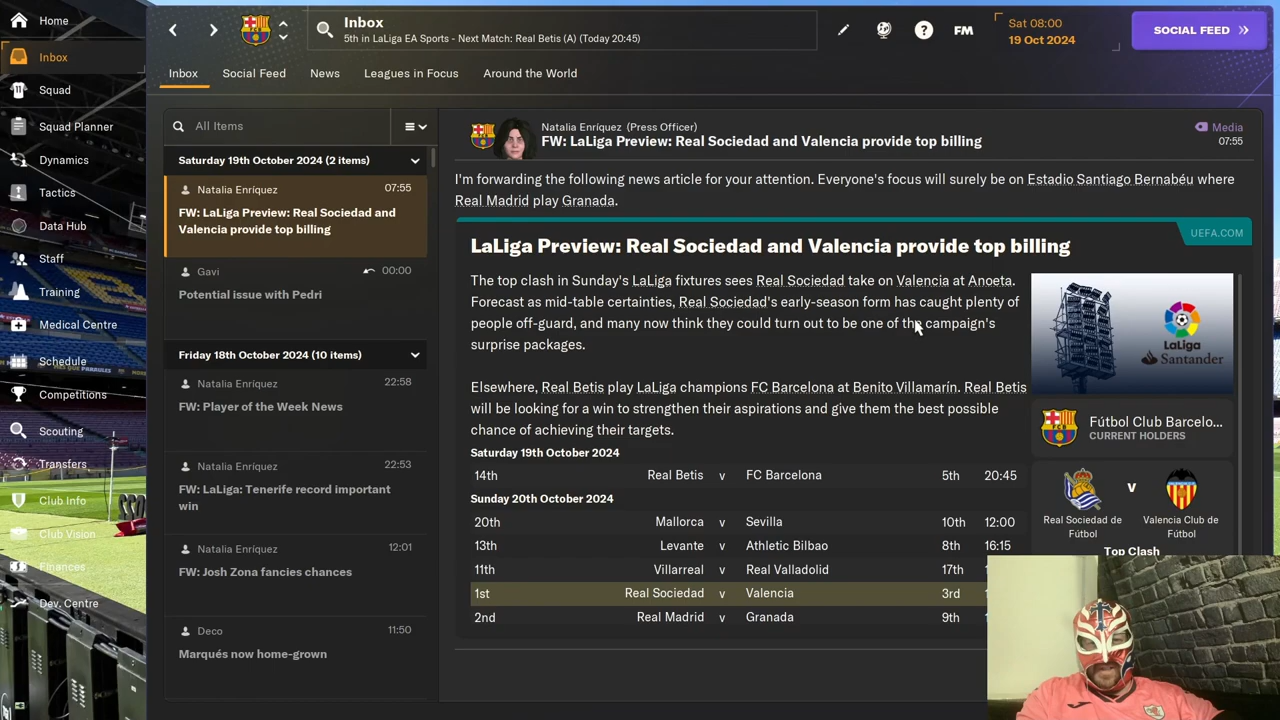 Home
Inbox
Squad
Squad Planner
Dynamics
Tactics
Data Hub
Staff
Training
Medical Centre
Schedule
Competitions
Scouting
Transfers
Club Info
Club Vision
Finances
Dev. Centre
Inbox
5th in LaLiga EA Sports - Next Match: Real Betis (A) (Today 20:45)
?
FM
Sat 08:00
19 Oct 2024
SOCIAL FEED
Inbox
Social Feed
News
Leagues in Focus
Around the World
All Items
Saturday 19th October 2024 (2 items)
Natalia Enríquez 07:55
FW: LaLiga Preview: Real Sociedad and
Valencia provide top billing
Gavi 00:00
Potential issue with Pedri
Friday 18th October 2024 (10 items)
Natalia Enríquez 22:58
FW: Player of the Week News
Natalia Enríquez 22:53
FW: LaLiga: Tenerife record important
win
Natalia Enríquez 12:01
FW: Josh Zona fancies chances
Deco 11:50
Marqués now home-grown
Natalia Enríquez (Press Officer)
FW: LaLiga Preview: Real Sociedad and Valencia provide top billing
Media
07:55
I'm forwarding the following news article for your attention. Everyone's focus will surely be on Estadio Santiago Bernabéu where
Real Madrid play Granada.
UEFA.COM
LaLiga Preview: Real Sociedad and Valencia provide top billing
The top clash in Sunday's LaLiga fixtures sees Real Sociedad take on Valencia at Anoeta.
Forecast as mid-table certainties, Real Sociedad's early-season form has caught plenty of
people off-guard, and many now think they could turn out to be one of the campaign's
surprise packages.
Elsewhere, Real Betis play LaLiga champions FC Barcelona at Benito Villamarín. Real Betis
will be looking for a win to strengthen their aspirations and give them the best possible
chance of achieving their targets.
Saturday 19th October 2024
14th Real Betis v FC Barcelona 5th 20:45
Sunday 20th October 2024
20th Mallorca v Sevilla 10th 12:00
13th Levante v Athletic Bilbao 8th 16:15
11th Villarreal v Real Valladolid 17th
1st Real Sociedad v Valencia 3rd
2nd Real Madrid v Granada 9th
LaLiga
Santander
Fútbol Club Barcelo...
CURRENT HOLDERS
V
Real Sociedad de
Fútbol
Valencia Club de
Fútbol
Top Clash